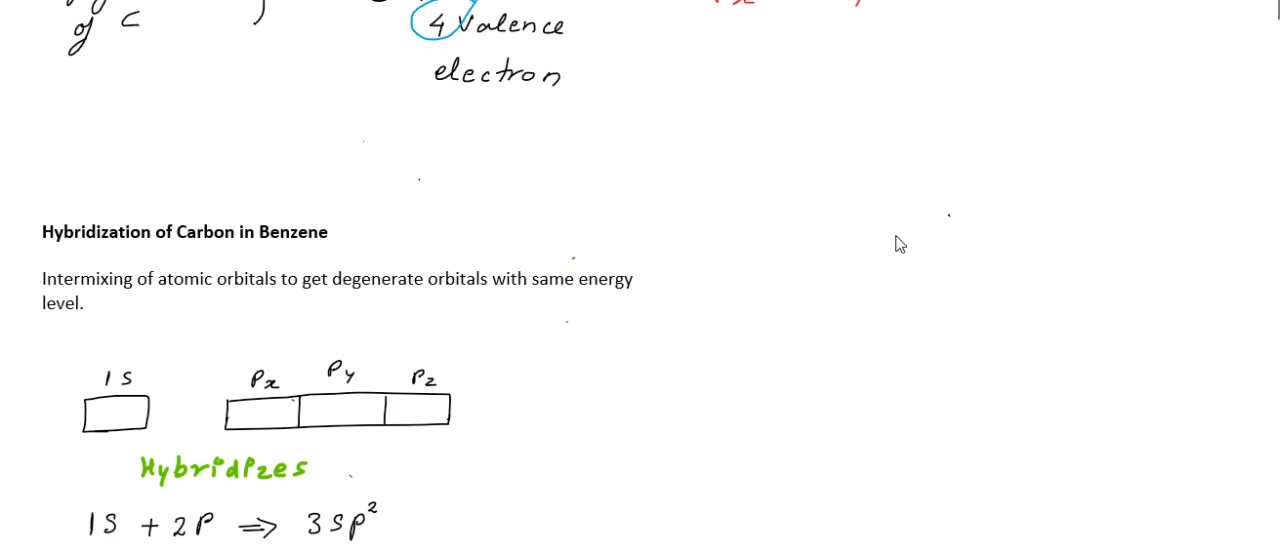 of C )
4 Valence
electron
Hybridization of Carbon in Benzene
Intermixing of atomic orbitals to get degenerate orbitals with same energy
level.
1S Px Py Pz
Hybridizes
1S + 2P ⇒ 3sp²